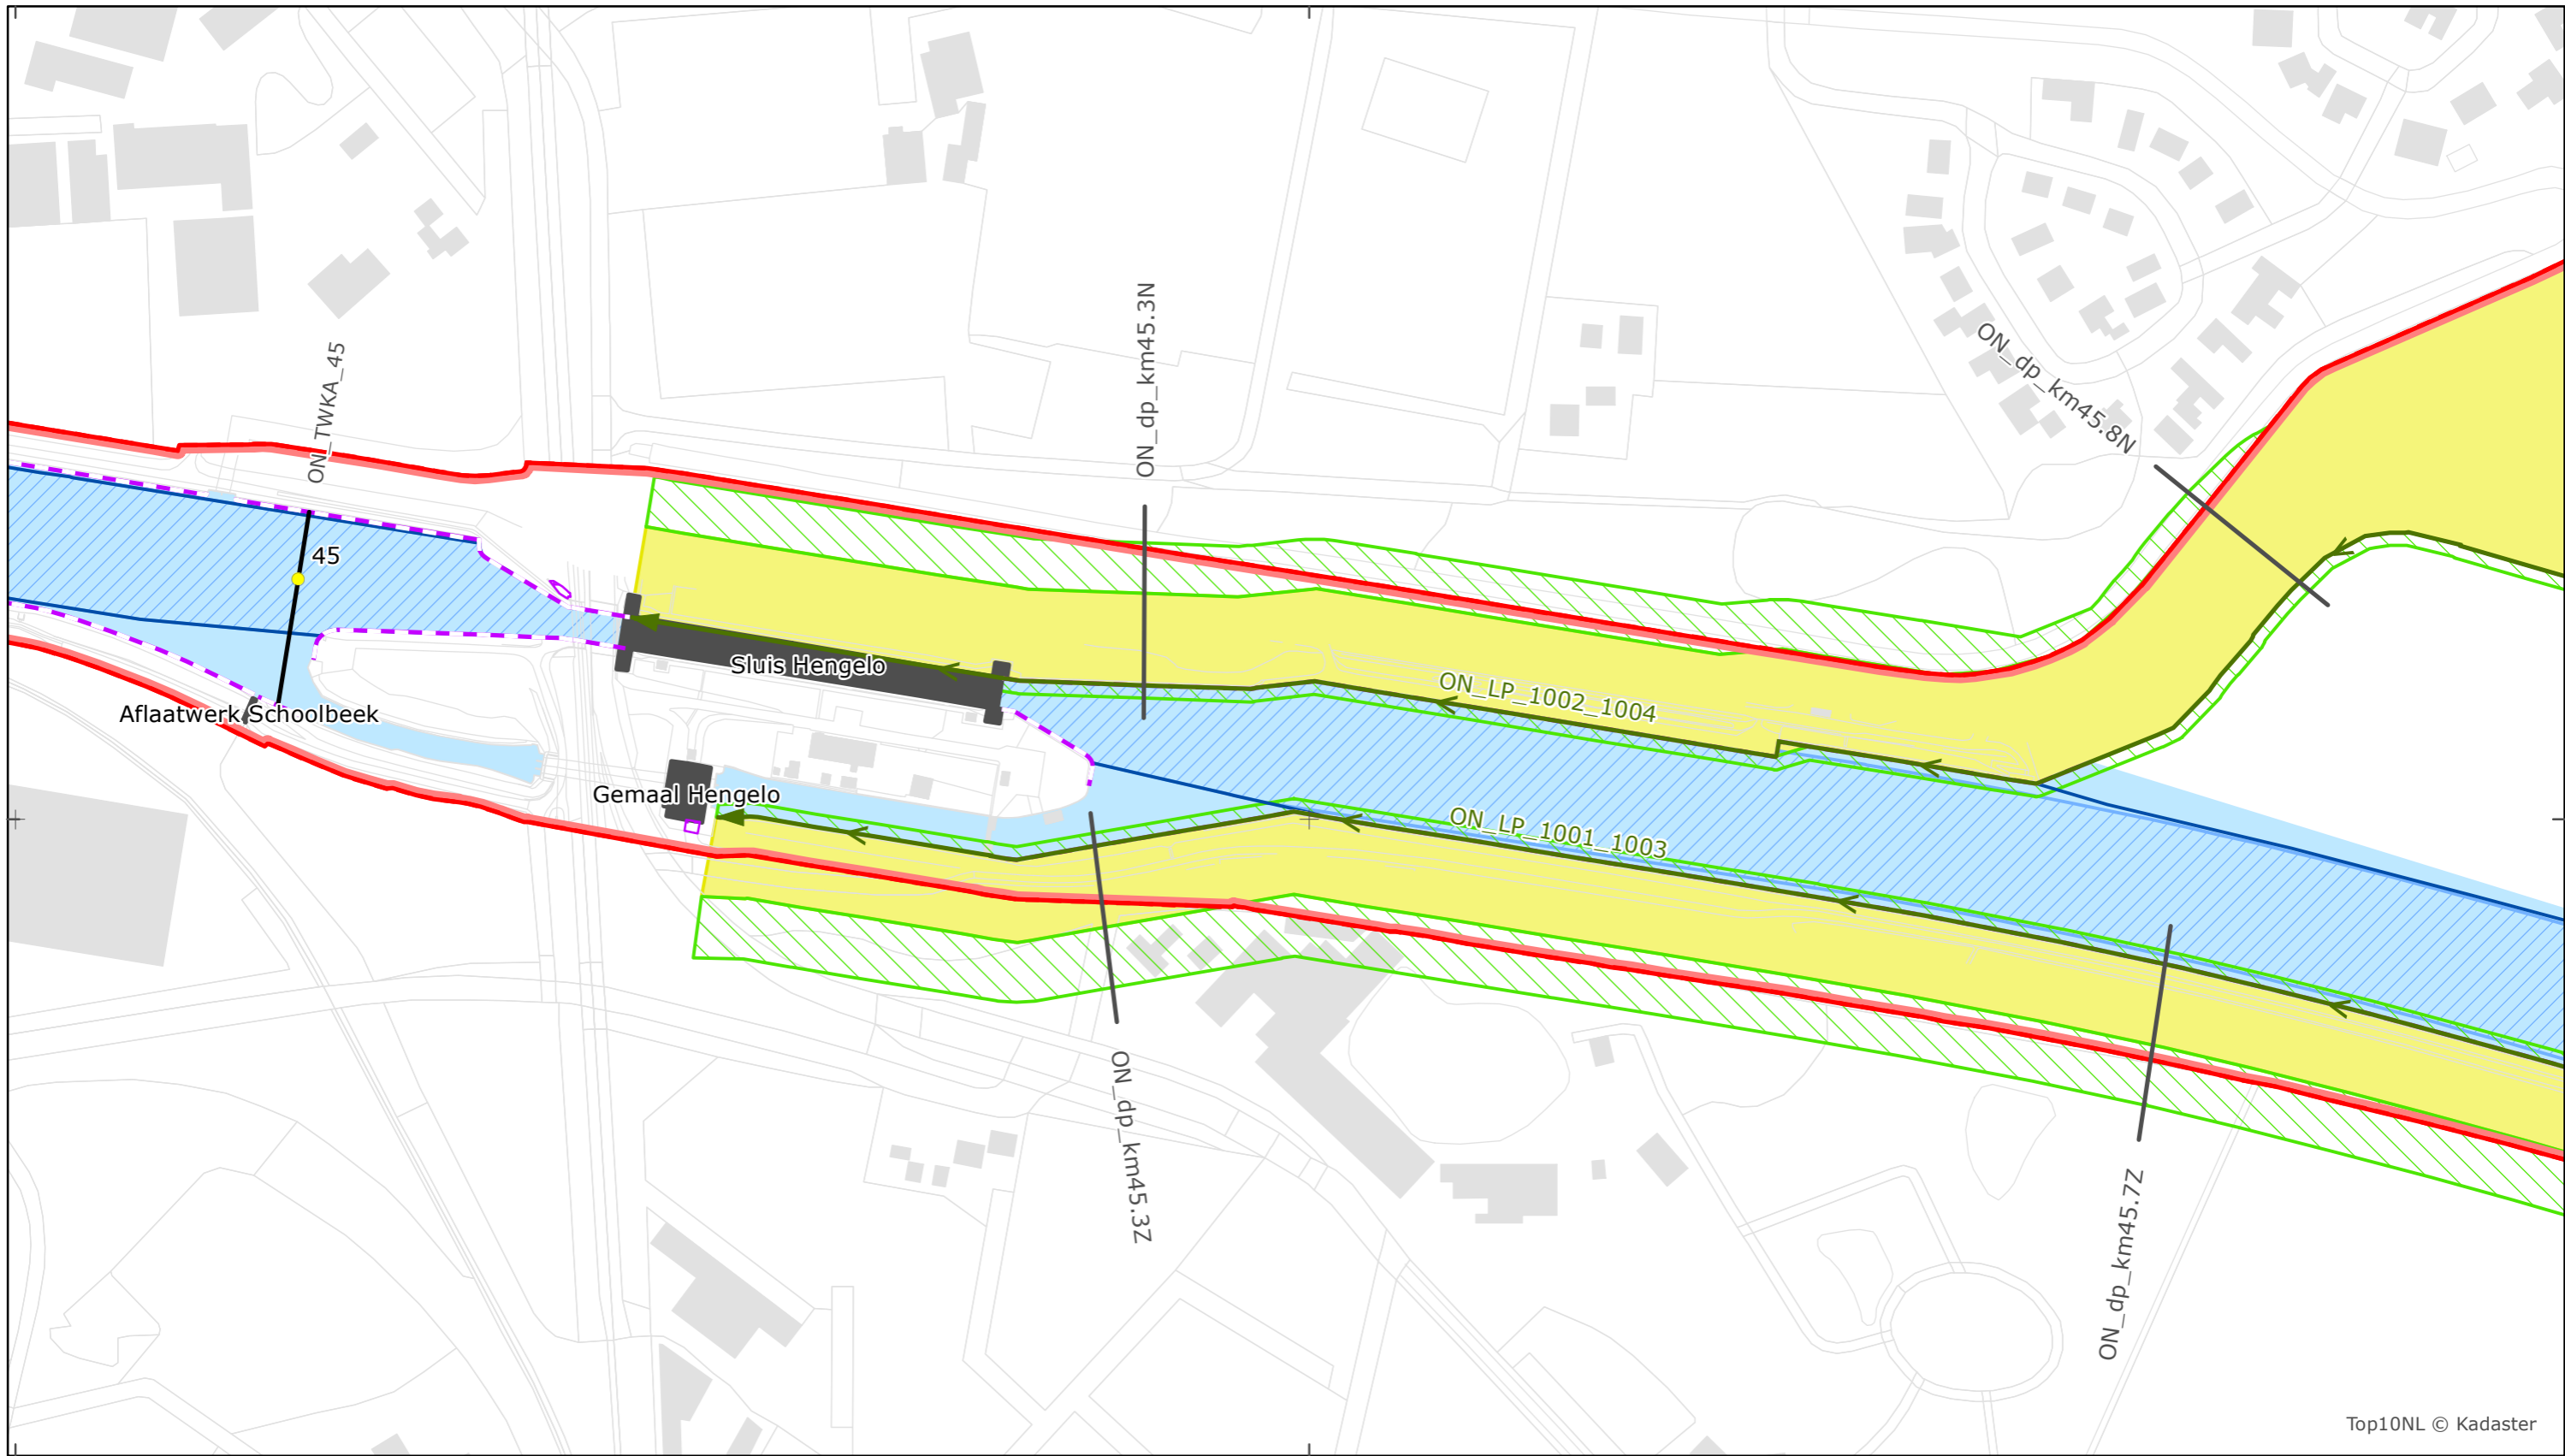 ON_TWKA_45
ON_dp_km45.3N
ON_dp_km45.8N
45
Sluis Hengelo
ON_LP_1002_1004
Aflaatwerk Schoolbeek
Gemaal Hengelo
ON_LP_1001_1003
ON_dp_km45.3Z
ON_dp_km45.7Z
Top10NL © Kadaster